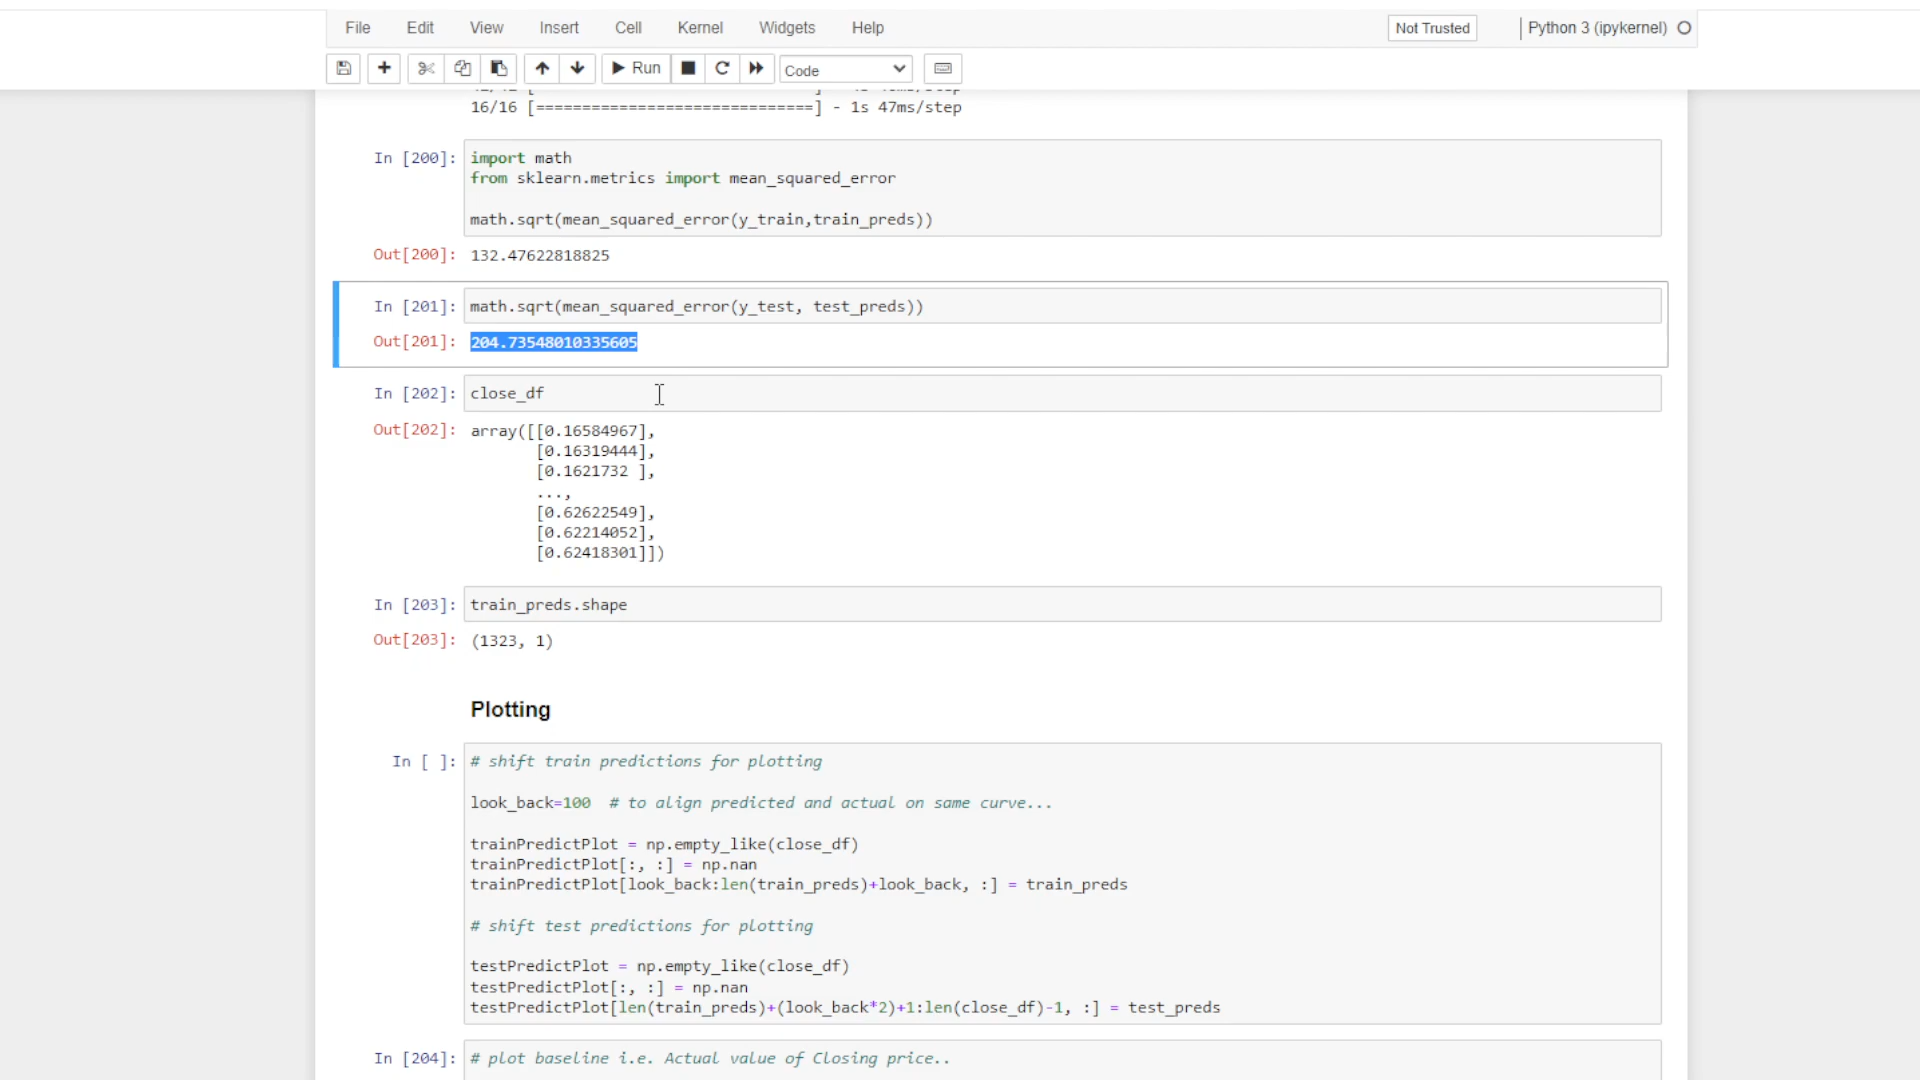 File Edit View Insert Cell Kernel Widgets Help Not Trusted Python 3 (ipykernel)
Run Code
16/16 [==============================] - 1s 47ms/step
In [200]: import math
from sklearn.metrics import mean_squared_error
math.sqrt(mean_squared_error(y_train,train_preds))
Out[200]: 132.47622818825
In [201]: math.sqrt(mean_squared_error(y_test, test_preds))
Out[201]: 204.73548010335605
In [202]: close_df
Out[202]: array([[0.16584967],
[0.16319444],
[0.1621732 ],
...,
[0.62622549],
[0.62214052],
[0.62418301]])
In [203]: train_preds.shape
Out[203]: (1323, 1)
Plotting
In [ ]: # shift train predictions for plotting
look_back=100  # to align predicted and actual on same curve...
trainPredictPlot = np.empty_like(close_df)
trainPredictPlot[:, :] = np.nan
trainPredictPlot[look_back:len(train_preds)+look_back, :] = train_preds
# shift test predictions for plotting
testPredictPlot = np.empty_like(close_df)
testPredictPlot[:, :] = np.nan
testPredictPlot[len(train_preds)+(look_back*2)+1:len(close_df)-1, :] = test_preds
In [204]: # plot baseline i.e. Actual value of Closing price..